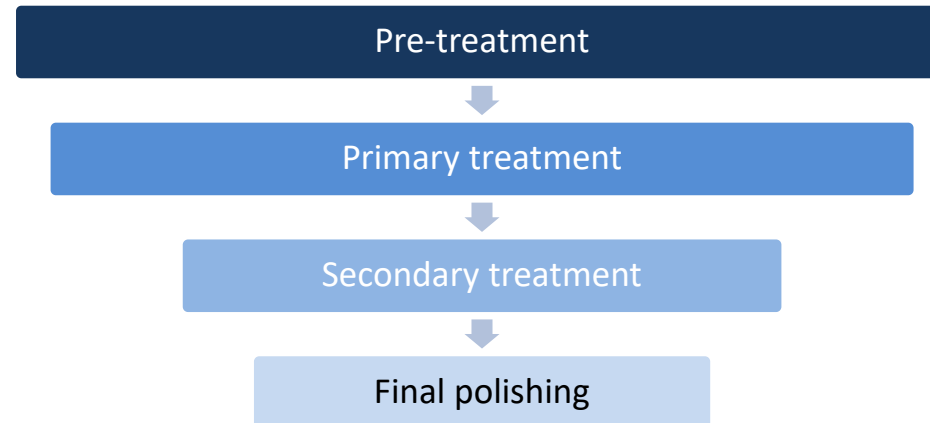 Pre-treatment
Primary treatment
Secondary treatment
Final polishing